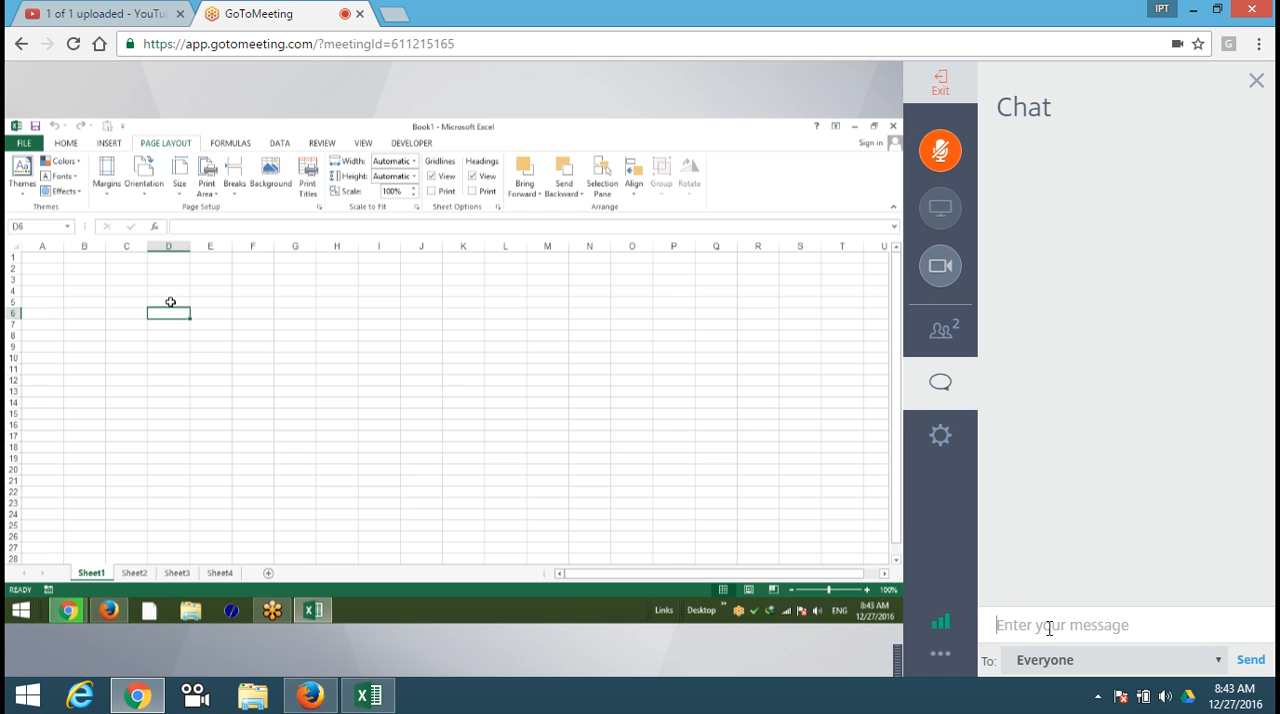 1 of 1 uploaded - YouTu
GoToMeeting
IPT
https://app.gotomeeting.com/?meetingId=611215165
G
Exit
Chat
Book1 - Microsoft Excel
FILE HOME INSERT PAGE LAYOUT FORMULAS DATA REVIEW VIEW DEVELOPER
Sign in
Themes
Colors
Fonts
Effects
Margins
Orientation
Size
Print Area
Breaks
Background
Print Titles
Width: Automatic
Height: Automatic
Scale: 100%
Gridlines
View
Print
Headings
View
Print
Bring Forward
Send Backward
Selection Pane
Align
Group
Rotate
Themes
Page Setup
Scale to Fit
Sheet Options
Arrange
D6
fx
A B C D E F G H I J K L M N O P Q R S T U
1
2
3
4
5
6
7
8
9
10
11
12
13
14
15
16
17
18
19
20
21
22
23
24
25
26
27
28
Sheet1 Sheet2 Sheet3 Sheet4
READY
100%
Links
Desktop
ENG
8:43 AM
12/27/2016
2
Enter your message
To: Everyone
Send
8:43 AM
12/27/2016